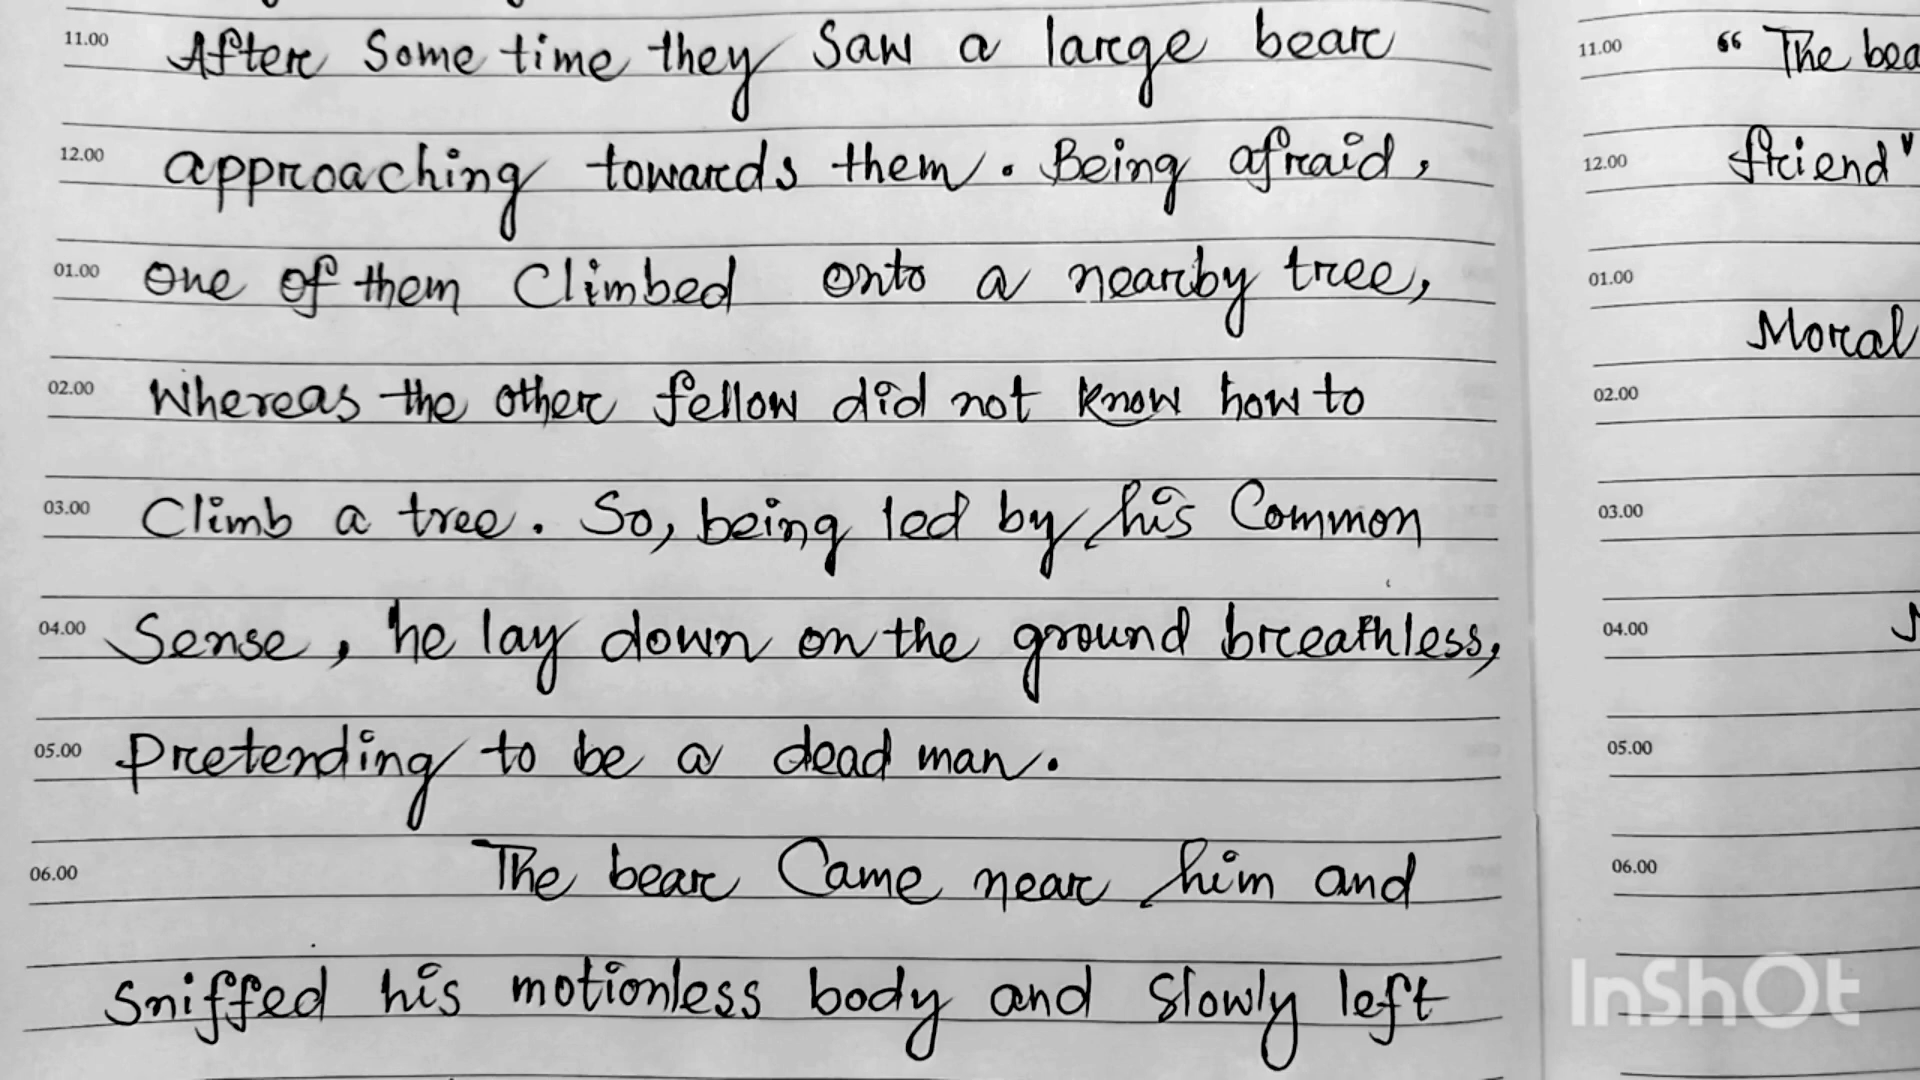 11.00 After Some time they Saw a large bear
12.00 approaching towards them. Being afraid,
01.00 One of them Climbed onto a nearby tree,
02.00 Whereas the other fellow did not know how to
03.00 Climb a tree. So, being led by his Common
04.00 Sense, he lay down on the ground breathless,
05.00 Pretending to be a dead man.
06.00 The bear Came near him and
Sniffed his motionless body and Slowly left
11.00 "The bea
12.00 friend"
01.00
Moral
02.00
03.00
04.00
05.00
06.00
InShOt